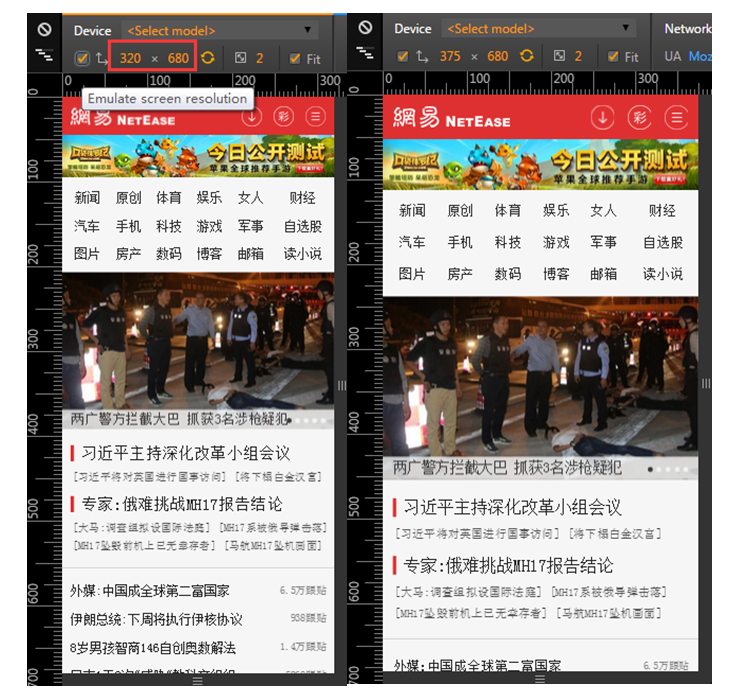 Device <Select model>
320 × 680 2 Fit
0 100 200 300
Emulate screen resolution
網易 NETEASE
彩
今日公开测试
苹果全球推荐手游
新闻 原创 体育 娱乐 女人 财经
汽车 手机 科技 游戏 军事 自选股
图片 房产 数码 博客 邮箱 读小说
两广警方拦截大巴 抓获3名涉枪疑犯
习近平主持深化改革小组会议
[习近平将对英国进行国事访问] [将下榻白金汉宫]
专家:俄难挑战MH17报告结论
[大马:调查组拟设国际法庭] [MH17系被俄导弹击落]
[MH17坠毁前机上已无幸存者] [马航MH17坠机画面]
外媒:中国成全球第二富国家 6.5万跟贴
伊朗总统:下周将执行伊核协议 938跟贴
8岁男孩智商146自创奥数解法 1.4万跟贴
0
100
200
300
400
500
600
700
Device <Select model> Network
375 × 680 2 Fit UA Moz
0 100 200 300
網易 NETEASE
彩
今日公开测试
苹果全球推荐手游
新闻 原创 体育 娱乐 女人 财经
汽车 手机 科技 游戏 军事 自选股
图片 房产 数码 博客 邮箱 读小说
两广警方拦截大巴 抓获3名涉枪疑犯
习近平主持深化改革小组会议
[习近平将对英国进行国事访问] [将下榻白金汉宫]
专家:俄难挑战MH17报告结论
[大马:调查组拟设国际法庭] [MH17系被俄导弹击落]
[MH17坠毁前机上已无幸存者] [马航MH17坠机画面]
外媒:中国成全球第二富国家 6.5万跟贴
0
100
200
300
400
500
600
700